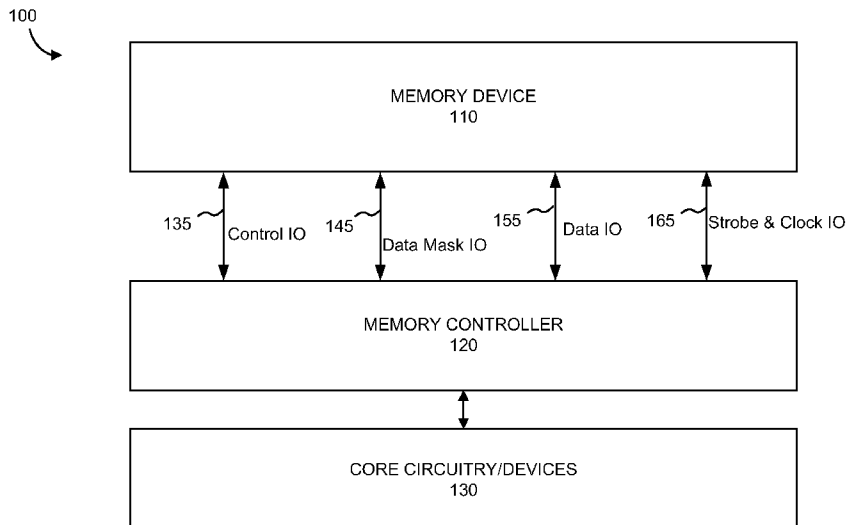 100
MEMORY DEVICE
110
135
Control IO
145
Data Mask IO
155
Data IO
165
Strobe & Clock IO
MEMORY CONTROLLER
120
CORE CIRCUITRY/DEVICES
130